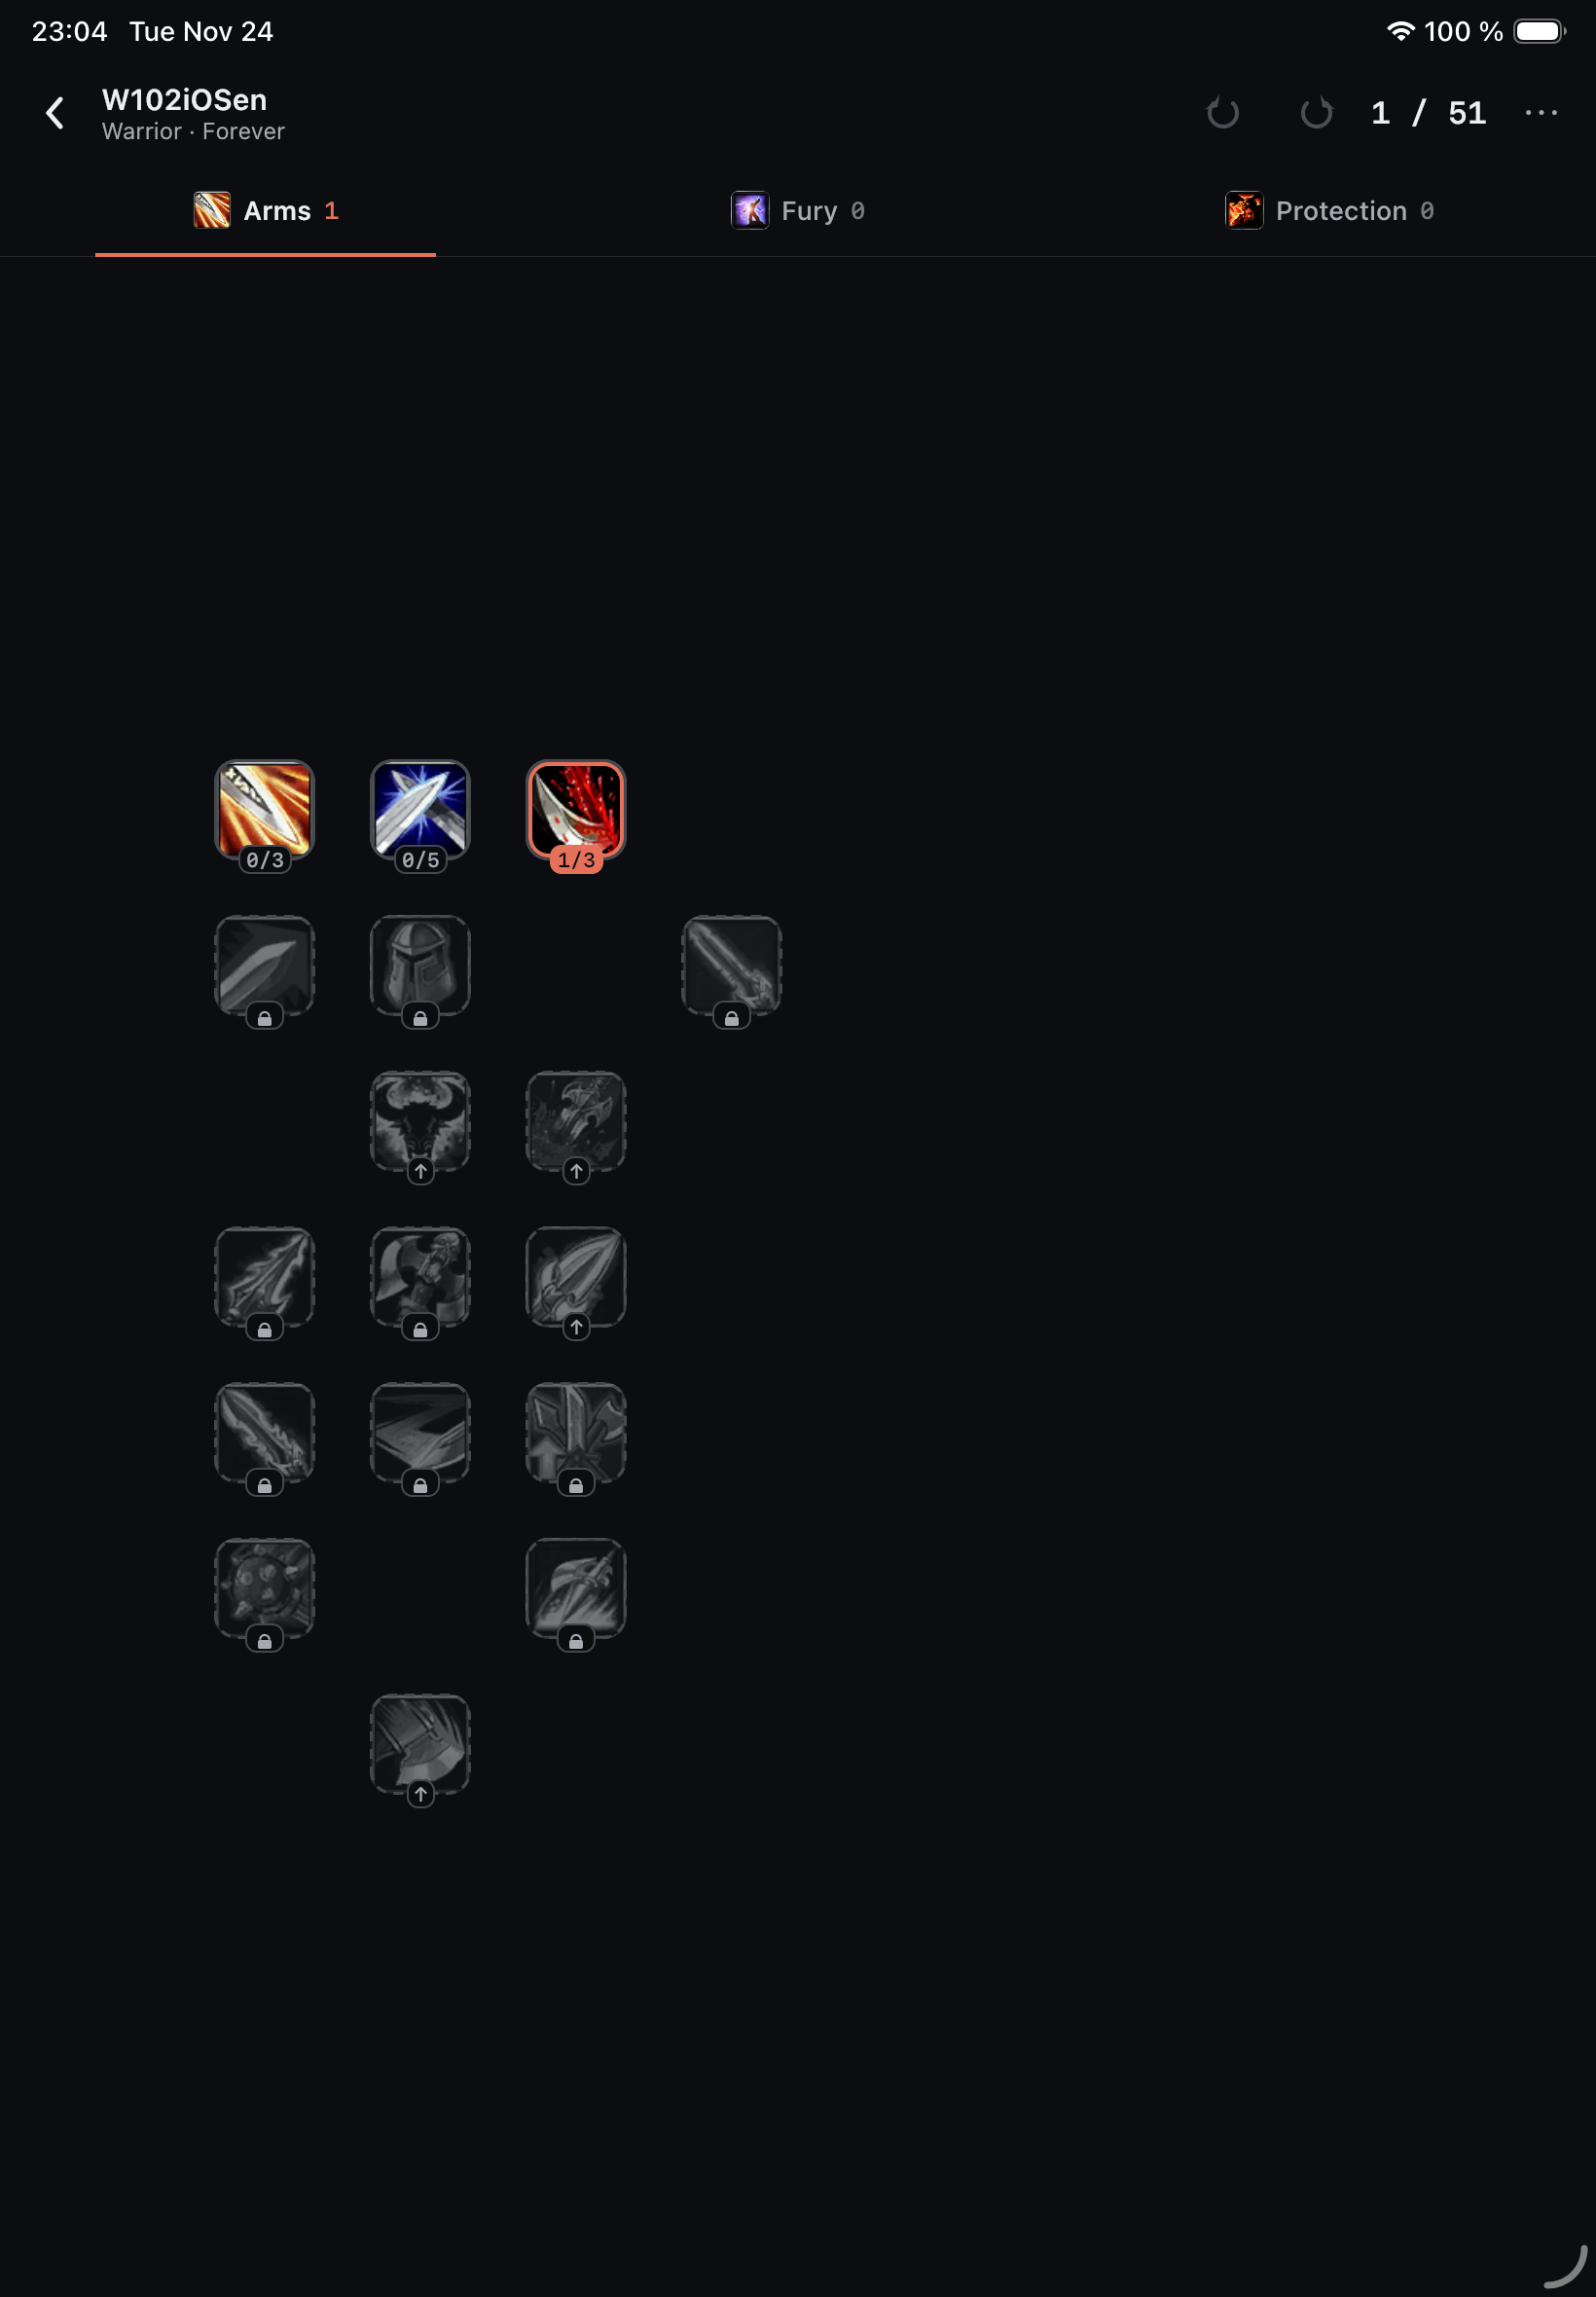 23:04 Tue Nov 24
100 %
W102iOSen
Warrior · Forever
1 / 51
Arms 1
Fury 0
Protection 0
0/3
0/5
1/3